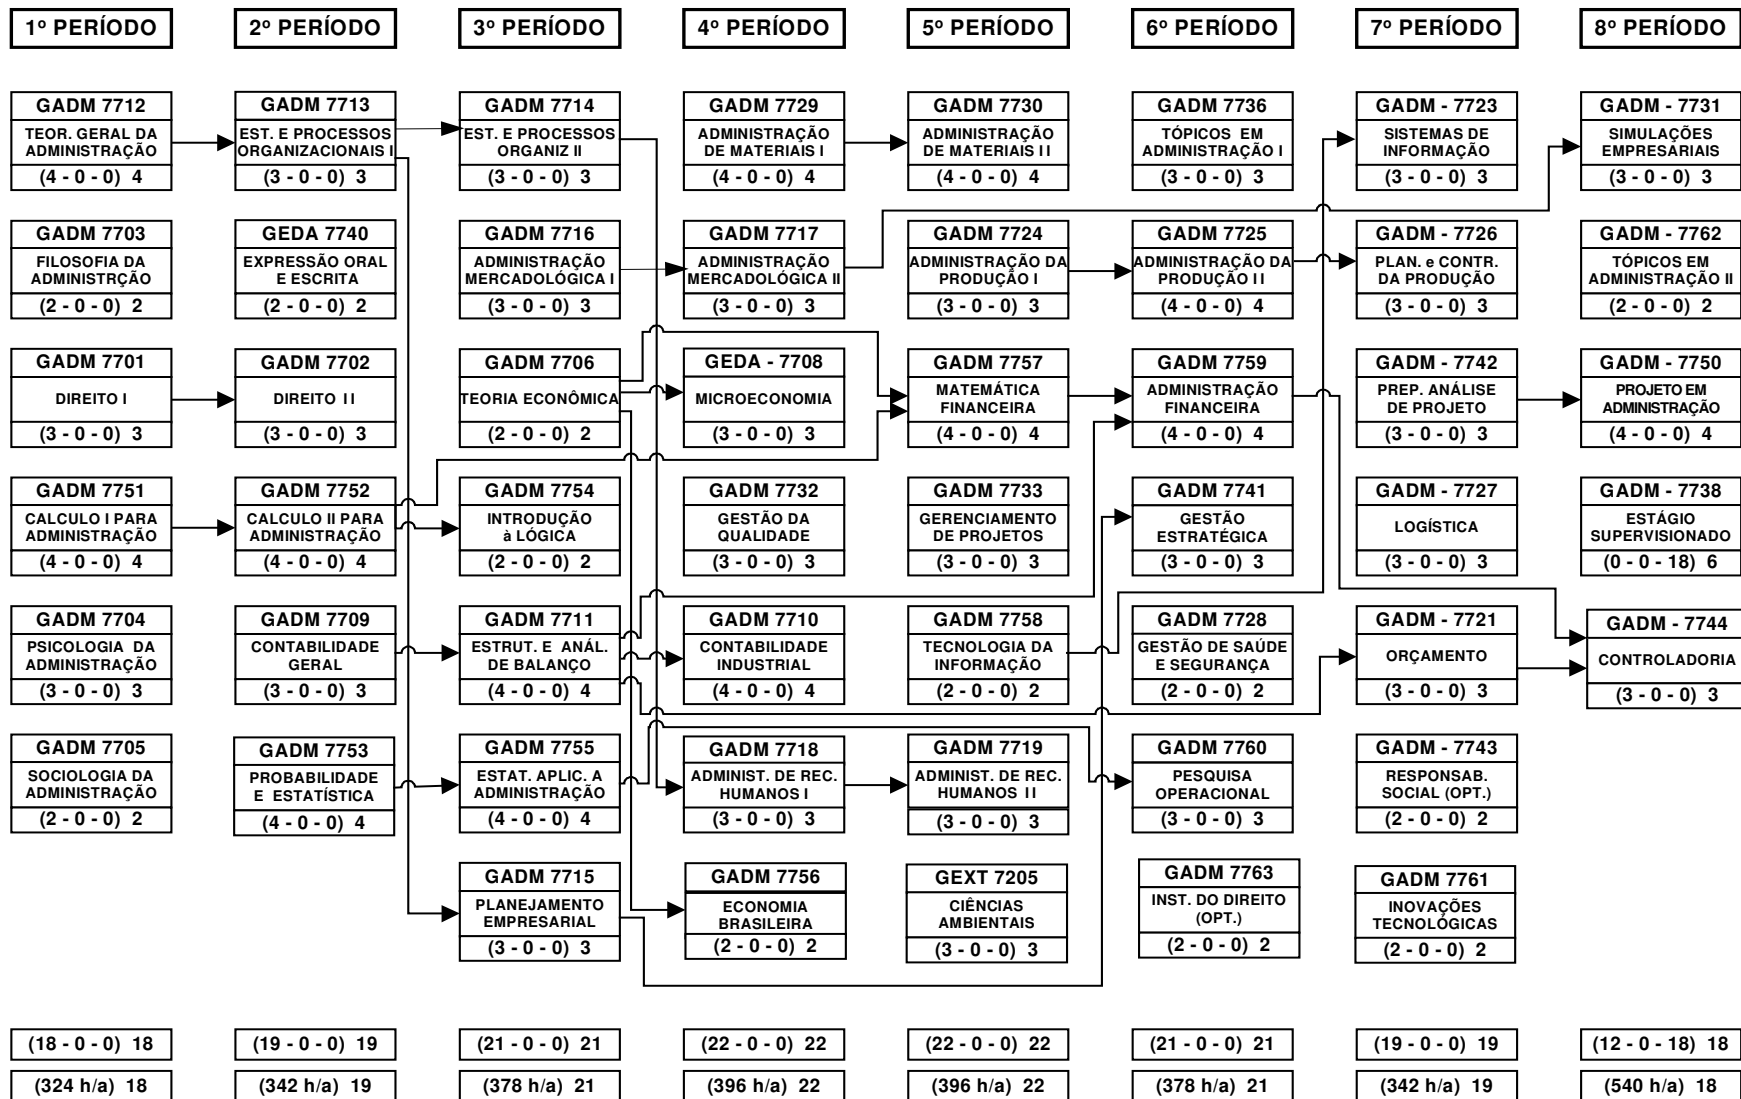 1º PERÍODO
2º PERÍODO
3º PERÍODO
4º PERÍODO
5º PERÍODO
6º PERÍODO
7º PERÍODO
8º PERÍODO
GADM 7712
TEOR. GERAL DA
ADMINISTRAÇÃO
(4 - 0 - 0) 4
GADM 7713
EST. E PROCESSOS
ORGANIZACIONAIS I
(3 - 0 - 0) 3
GADM 7714
EST. E PROCESSOS
ORGANIZ II
(3 - 0 - 0) 3
GADM 7729
ADMINISTRAÇÃO
DE MATERIAIS I
(4 - 0 - 0) 4
GADM 7730
ADMINISTRAÇÃO
DE MATERIAIS I I
(4 - 0 - 0) 4
GADM 7736
TÓPICOS EM
ADMINISTRAÇÃO I
(3 - 0 - 0) 3
GADM - 7723
SISTEMAS DE
INFORMAÇÃO
(3 - 0 - 0) 3
GADM - 7731
SIMULAÇÕES
EMPRESARIAIS
(3 - 0 - 0) 3
GADM 7703
FILOSOFIA DA
ADMINISTRÇÃO
(2 - 0 - 0) 2
GEDA 7740
EXPRESSÃO ORAL
E ESCRITA
(2 - 0 - 0) 2
GADM 7716
ADMINISTRAÇÃO
MERCADOLÓGICA I
(3 - 0 - 0) 3
GADM 7717
ADMINISTRAÇÃO
MERCADOLÓGICA II
(3 - 0 - 0) 3
GADM 7724
ADMINISTRAÇÃO DA
PRODUÇÃO I
(3 - 0 - 0) 3
GADM 7725
ADMINISTRAÇÃO DA
PRODUÇÃO I I
(4 - 0 - 0) 4
GADM - 7726
PLAN. e CONTR.
DA PRODUÇÃO
(3 - 0 - 0) 3
GADM - 7762
TÓPICOS EM
ADMINISTRAÇÃO II
(2 - 0 - 0) 2
GADM 7701
DIREITO I
(3 - 0 - 0) 3
GADM 7702
DIREITO I I
(3 - 0 - 0) 3
GADM 7706
TEORIA ECONÔMICA
(2 - 0 - 0) 2
GEDA - 7708
MICROECONOMIA
(3 - 0 - 0) 3
GADM 7757
MATEMÁTICA
FINANCEIRA
(4 - 0 - 0) 4
GADM 7759
ADMINISTRAÇÃO
FINANCEIRA
(4 - 0 - 0) 4
GADM - 7742
PREP. ANÁLISE
DE PROJETO
(3 - 0 - 0) 3
GADM - 7750
PROJETO EM
ADMINISTRAÇÃO
(4 - 0 - 0) 4
GADM 7751
CALCULO I PARA
ADMINISTRAÇÃO
(4 - 0 - 0) 4
GADM 7752
CALCULO II PARA
ADMINISTRAÇÃO
(4 - 0 - 0) 4
GADM 7754
INTRODUÇÃO
à LÓGICA
(2 - 0 - 0) 2
GADM 7732
GESTÃO DA
QUALIDADE
(3 - 0 - 0) 3
GADM 7733
GERENCIAMENTO
DE PROJETOS
(3 - 0 - 0) 3
GADM 7741
GESTÃO
ESTRATÉGICA
(3 - 0 - 0) 3
GADM - 7727
LOGÍSTICA
(3 - 0 - 0) 3
GADM - 7738
ESTÁGIO
SUPERVISIONADO
(0 - 0 - 18) 6
GADM 7704
PSICOLOGIA DA
ADMINISTRAÇÃO
(3 - 0 - 0) 3
GADM 7709
CONTABILIDADE
GERAL
(3 - 0 - 0) 3
GADM 7711
ESTRUT. E ANÁL.
DE BALANÇO
(4 - 0 - 0) 4
GADM 7710
CONTABILIDADE
INDUSTRIAL
(4 - 0 - 0) 4
GADM 7758
TECNOLOGIA DA
INFORMAÇÃO
(2 - 0 - 0) 2
GADM 7728
GESTÃO DE SAÚDE
E SEGURANÇA
(2 - 0 - 0) 2
GADM - 7721
ORÇAMENTO
(3 - 0 - 0) 3
GADM - 7744
CONTROLADORIA
(3 - 0 - 0) 3
GADM 7705
SOCIOLOGIA DA
ADMINISTRAÇÃO
(2 - 0 - 0) 2
GADM 7753
PROBABILIDADE
E ESTATÍSTICA
(4 - 0 - 0) 4
GADM 7755
ESTAT. APLIC. A
ADMINISTRAÇÃO
(4 - 0 - 0) 4
GADM 7718
ADMINIST. DE REC.
HUMANOS I
(3 - 0 - 0) 3
GADM 7719
ADMINIST. DE REC.
HUMANOS I I
(3 - 0 - 0) 3
GADM 7760
PESQUISA
OPERACIONAL
(3 - 0 - 0) 3
GADM - 7743
RESPONSAB.
SOCIAL (OPT.)
(2 - 0 - 0) 2
GADM 7715
PLANEJAMENTO
EMPRESARIAL
(3 - 0 - 0) 3
GADM 7756
ECONOMIA
BRASILEIRA
(2 - 0 - 0) 2
GEXT 7205
CIÊNCIAS
AMBIENTAIS
(3 - 0 - 0) 3
GADM 7763
INST. DO DIREITO
(OPT.)
(2 - 0 - 0) 2
GADM 7761
INOVAÇÕES
TECNOLÓGICAS
(2 - 0 - 0) 2
(18 - 0 - 0) 18
(19 - 0 - 0) 19
(21 - 0 - 0) 21
(22 - 0 - 0) 22
(22 - 0 - 0) 22
(21 - 0 - 0) 21
(19 - 0 - 0) 19
(12 - 0 - 18) 18
(324 h/a) 18
(342 h/a) 19
(378 h/a) 21
(396 h/a) 22
(396 h/a) 22
(378 h/a) 21
(342 h/a) 19
(540 h/a) 18